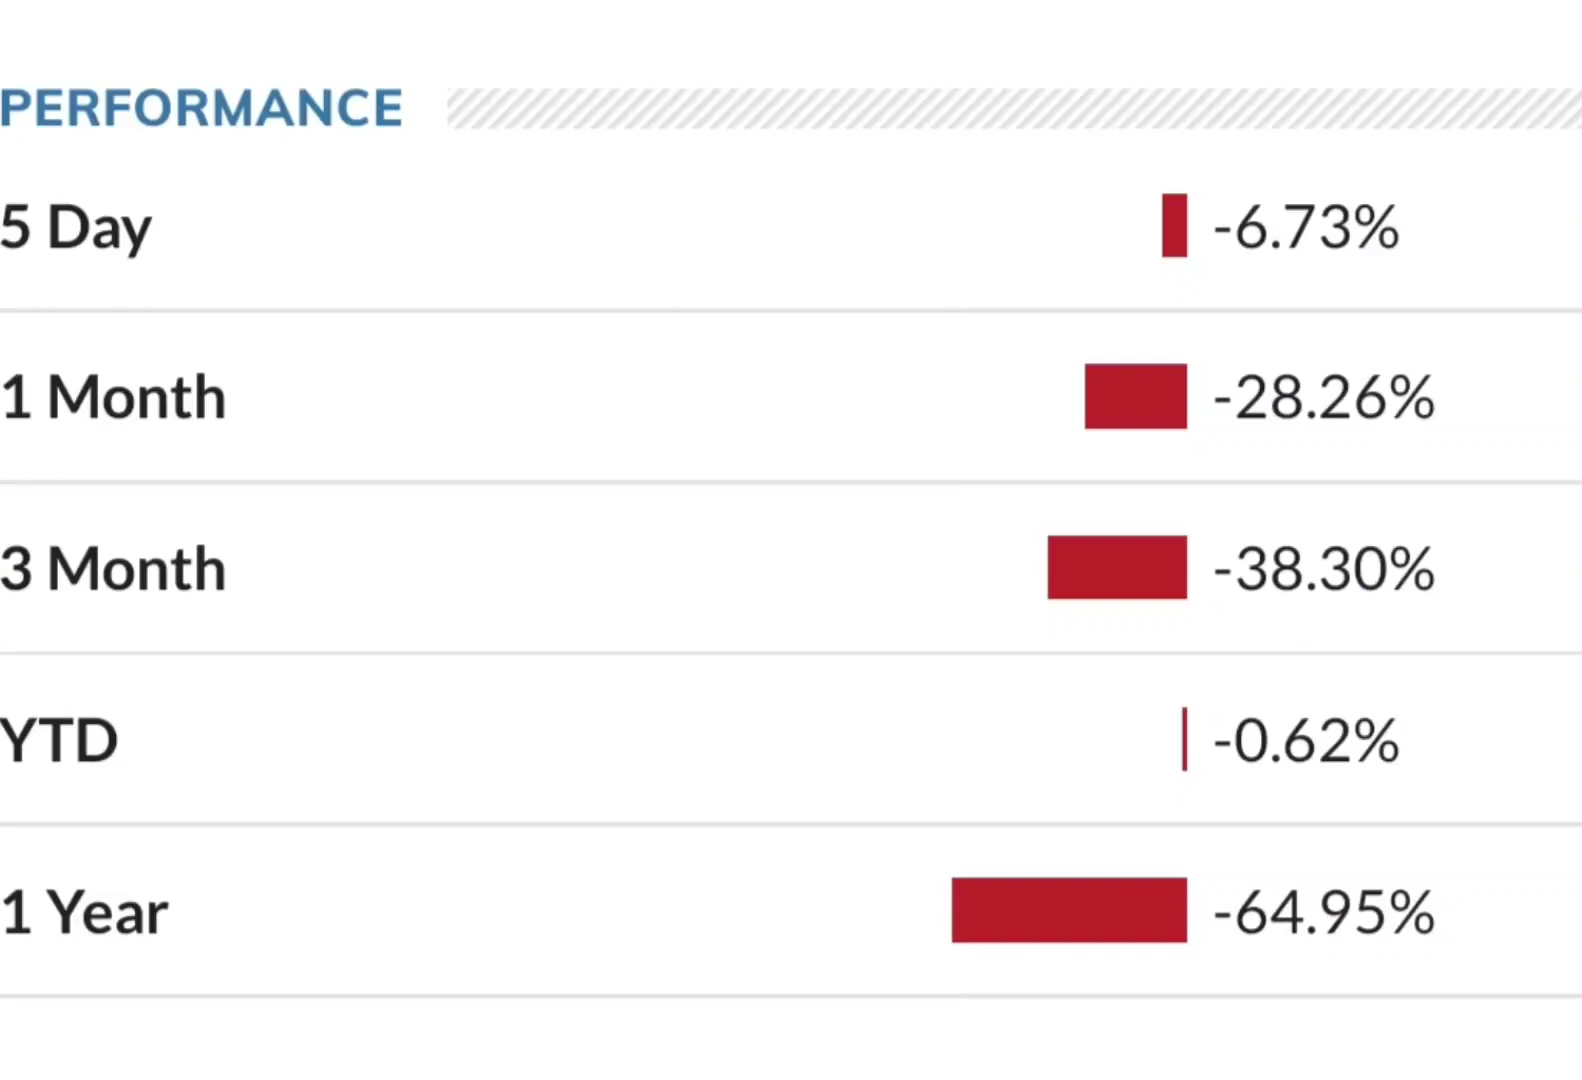 PERFORMANCE
5 Day -6.73%
1 Month -28.26%
3 Month -38.30%
YTD -0.62%
1 Year -64.95%